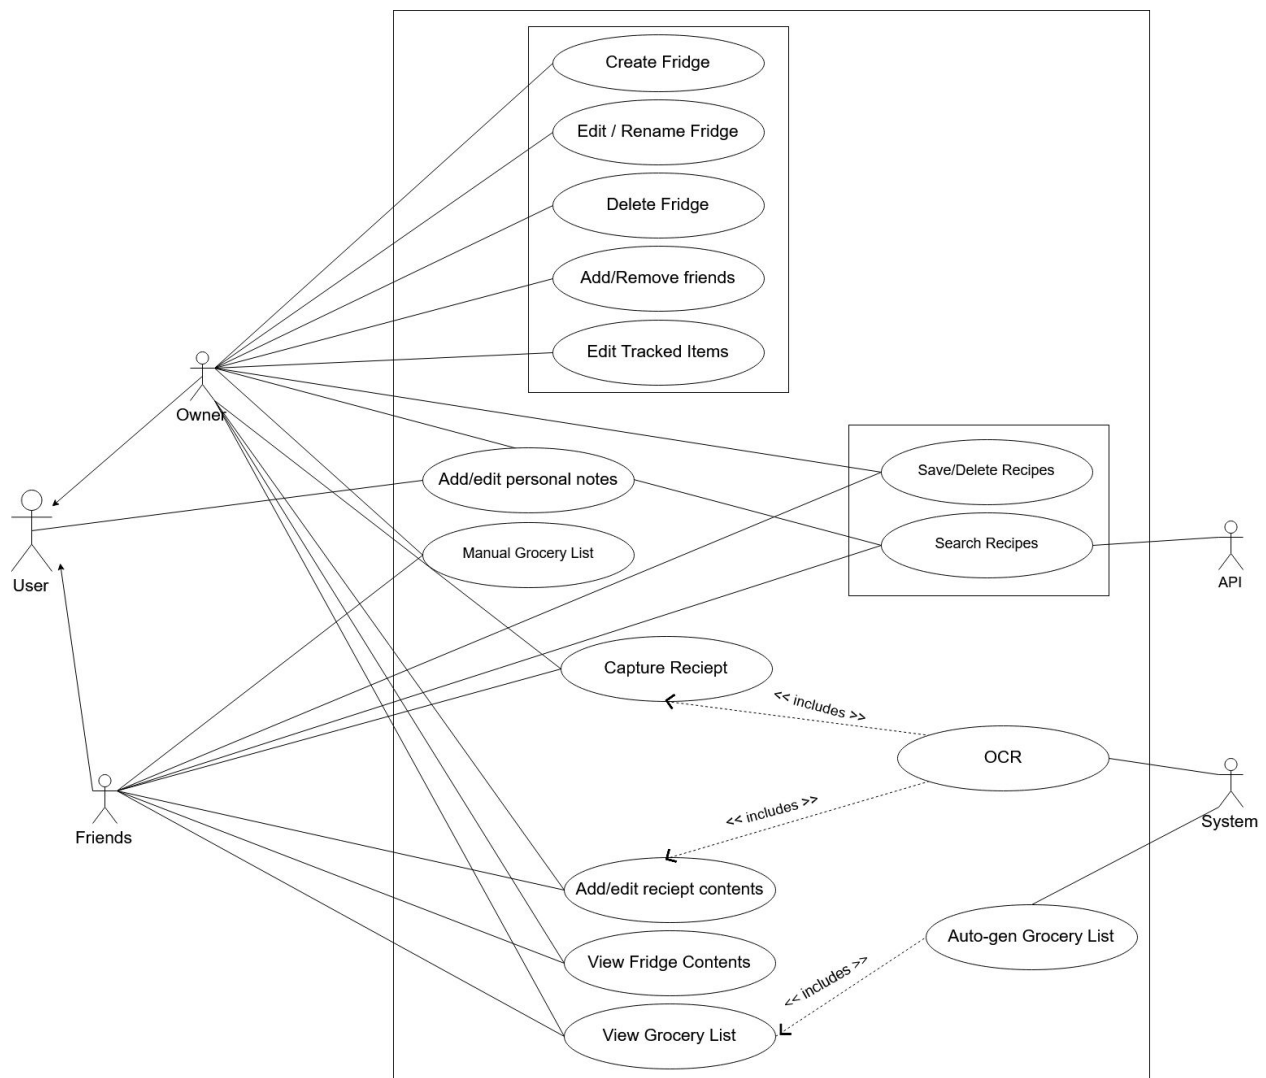 Create Fridge
Edit / Rename Fridge
Delete Fridge
Add/Remove friends
Edit Tracked Items
Owner
Save/Delete Recipes
Add/edit personal notes
Search Recipes
Manual Grocery List
User
API
Capture Reciept
<< includes >>
OCR
<< includes >>
System
Friends
Add/edit reciept contents
Auto-gen Grocery List
View Fridge Contents
<< includes >>
View Grocery List